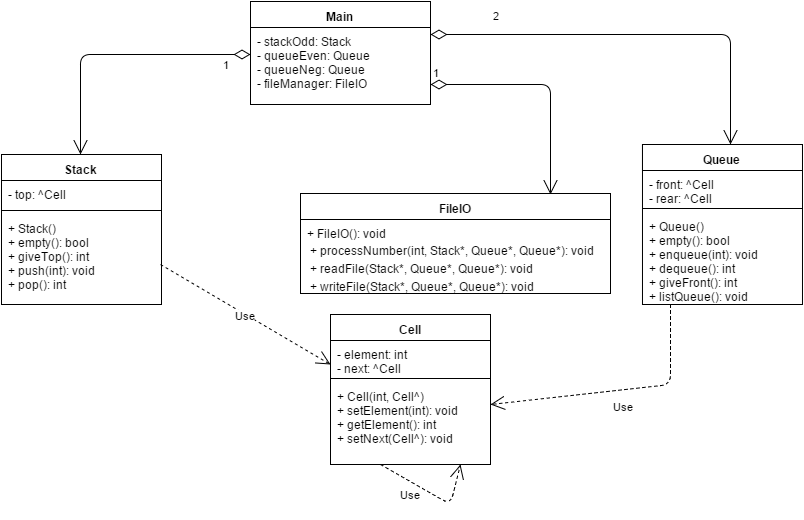 Main
- stackOdd: Stack
- queueEven: Queue
- queueNeg: Queue
- fileManager: FileIO
2
1
1
Stack
- top: ^Cell
+ Stack()
+ empty(): bool
+ giveTop(): int
+ push(int): void
+ pop(): int
FileIO
+ FileIO(): void
+ processNumber(int, Stack*, Queue*, Queue*): void
+ readFile(Stack*, Queue*, Queue*): void
+ writeFile(Stack*, Queue*, Queue*): void
Queue
- front: ^Cell
- rear: ^Cell
+ Queue()
+ empty(): bool
+ enqueue(int): void
+ dequeue(): int
+ giveFront(): int
+ listQueue(): void
Use
Cell
- element: int
- next: ^Cell
+ Cell(int, Cell^)
+ setElement(int): void
+ getElement(): int
+ setNext(Cell^): void
Use
Use